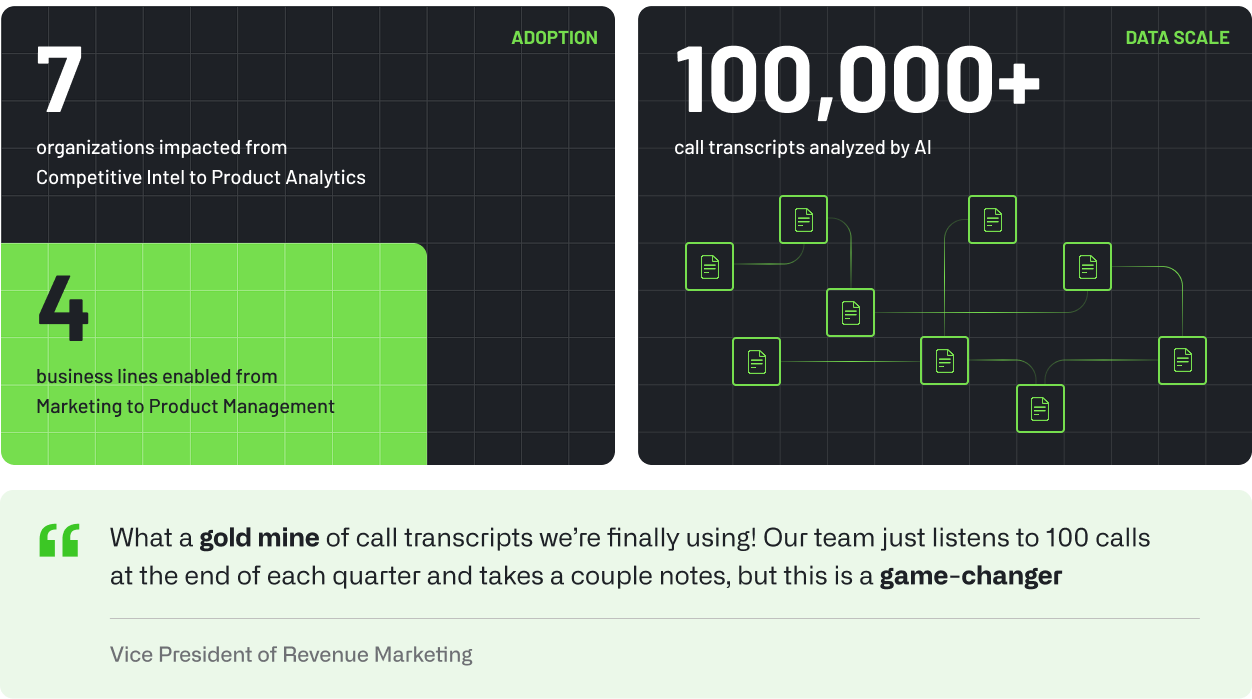 ADOPTION
7
organizations impacted from
Competitive Intel to Product Analytics
4
business lines enabled from
Marketing to Product Management
DATA SCALE
100,000+
call transcripts analyzed by AI
“
What a gold mine of call transcripts we’re finally using! Our team just listens to 100 calls
at the end of each quarter and takes a couple notes, but this is a game-changer
Vice President of Revenue Marketing